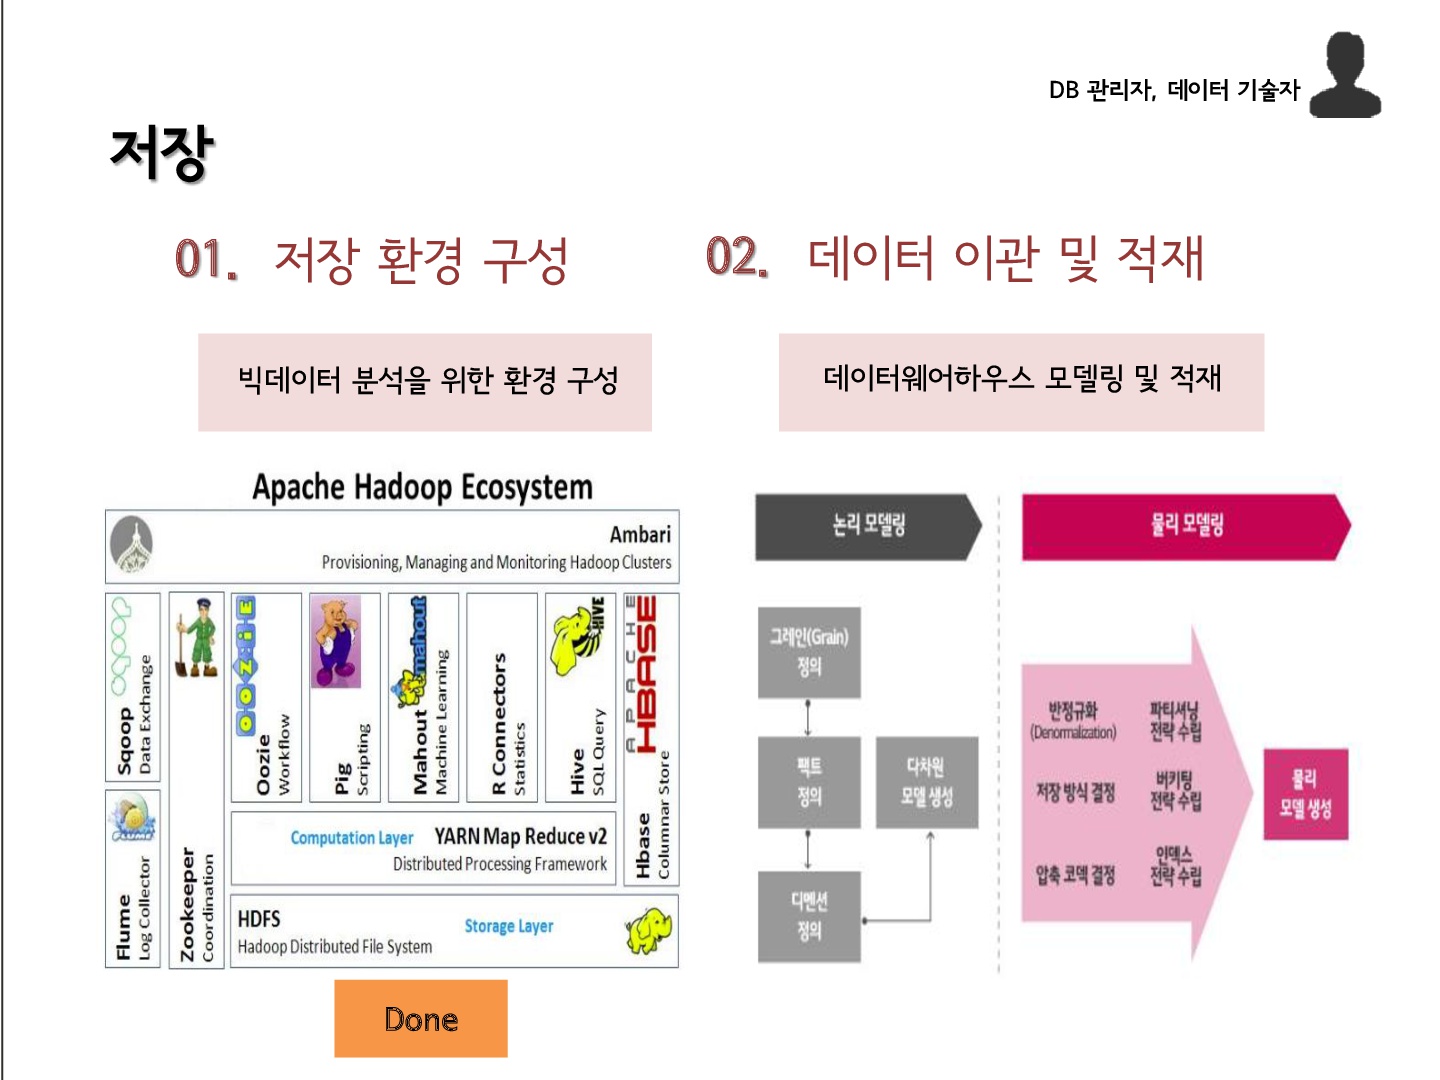 DB 관리자, 데이터 기술자
저장
01. 저장 환경 구성
02. 데이터 이관 및 적재
빅데이터 분석을 위한 환경 구성
데이터웨어하우스 모델링 및 적재
Apache Hadoop Ecosystem
Ambari
Provisioning, Managing and Monitoring Hadoop Clusters
sqoop
Sqoop
Data Exchange
Flume
Log Collector
Zookeeper
Coordination
OOZIE
Oozie
Workflow
Pig
Scripting
mahout
Mahout
Machine Learning
R Connectors
Statistics
HIVE
Hive
SQL Query
APACHE
HBASE
Hbase
Columnar Store
Computation Layer YARN Map Reduce v2
Distributed Processing Framework
HDFS
Storage Layer
Hadoop Distributed File System
Done
논리 모델링
물리 모델링
그레인(Grain)
정의
팩트
정의
디멘션
정의
다차원
모델 생성
반정규화
(Denormalization)
파티셔닝
전략 수립
저장 방식 결정
버키팅
전략 수립
압축 코덱 결정
인덱스
전략 수립
물리
모델 생성